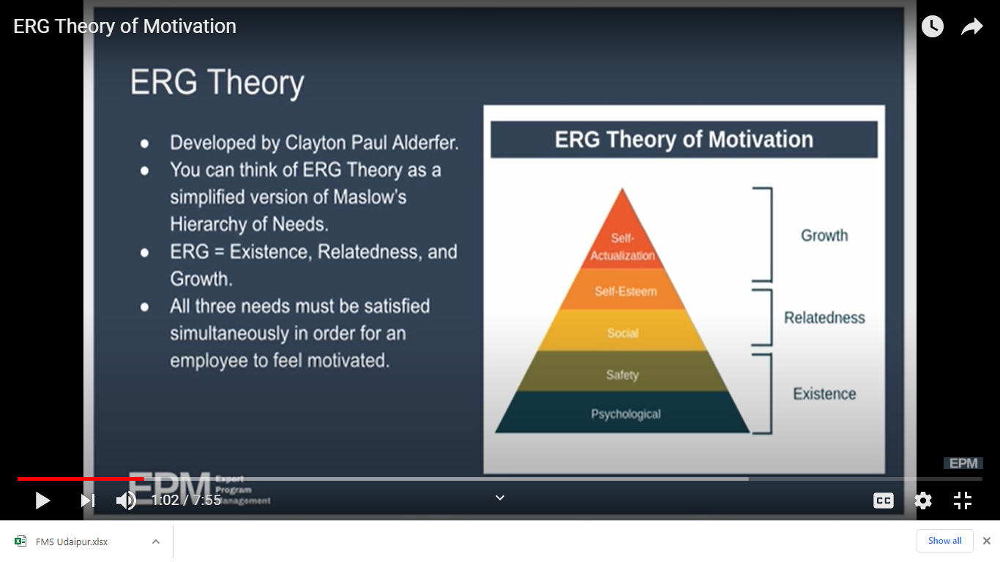 ERG Theory of Motivation
ERG Theory
● Developed by Clayton Paul Alderfer.
● You can think of ERG Theory as a
simplified version of Maslow's
Hierarchy of Needs.
● ERG = Existence, Relatedness, and
Growth.
● All three needs must be satisfied
simultaneously in order for an
employee to feel motivated.
ERG Theory of Motivation
Self-
Actualization
Self-Esteem
Social
Safety
Psychological
Growth
Relatedness
Existence
EPM
EPM
Expert
Program
Management
1:02 / 7:55
CC
FMS Udaipur.xlsx
Show all